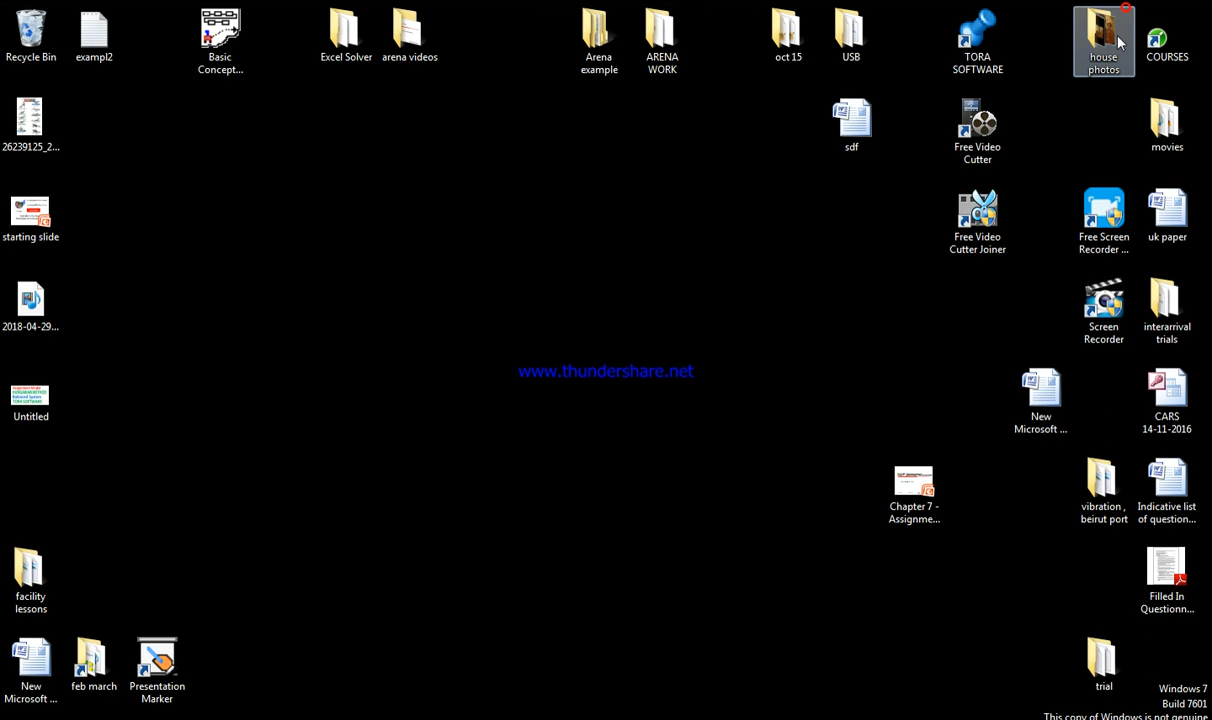 Recycle Bin
exampl2
Basic
Concept...
Excel Solver
arena videos
Arena
example
ARENA
WORK
oct 15
USB
TORA
SOFTWARE
house
photos
COURSES
26239125_2...
sdf
Free Video
Cutter
movies
starting slide
Free Video
Cutter Joiner
Free Screen
Recorder ...
uk paper
2018-04-29...
Screen
Recorder
interarrival
trials
www.thundershare.net
Untitled
New
Microsoft ...
CARS
14-11-2016
Chapter 7 -
Assignme...
vibration ,
beirut port
Indicative list
of question...
facility
lessons
Filled In
Questionn...
New
Microsoft ...
feb march
Presentation
Marker
trial
Windows 7
Build 7601
This copy of Windows is not genuine